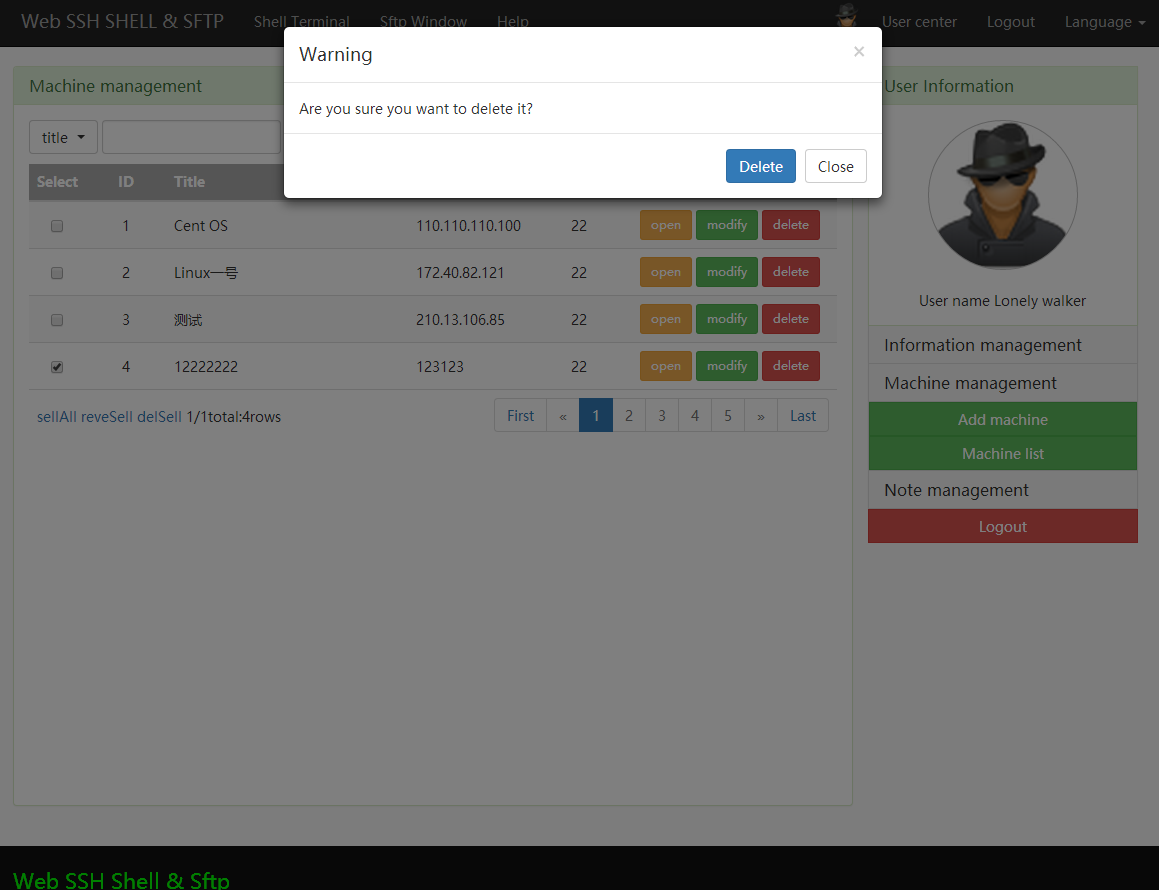 Web SSH SHELL & SFTP Shell Terminal Sftp Window Help User center Logout Language
Warning ×
Are you sure you want to delete it?
Delete Close
Machine management
title
Select ID Title
1 Cent OS 110.110.110.100 22 open modify delete
2 Linux一号 172.40.82.121 22 open modify delete
3 测试 210.13.106.85 22 open modify delete
4 12222222 123123 22 open modify delete
sellAll reveSell delSell 1/1total:4rows First « 1 2 3 4 5 » Last
User Information
User name Lonely walker
Information management
Machine management
Add machine
Machine list
Note management
Logout
Web SSH Shell & Sftp